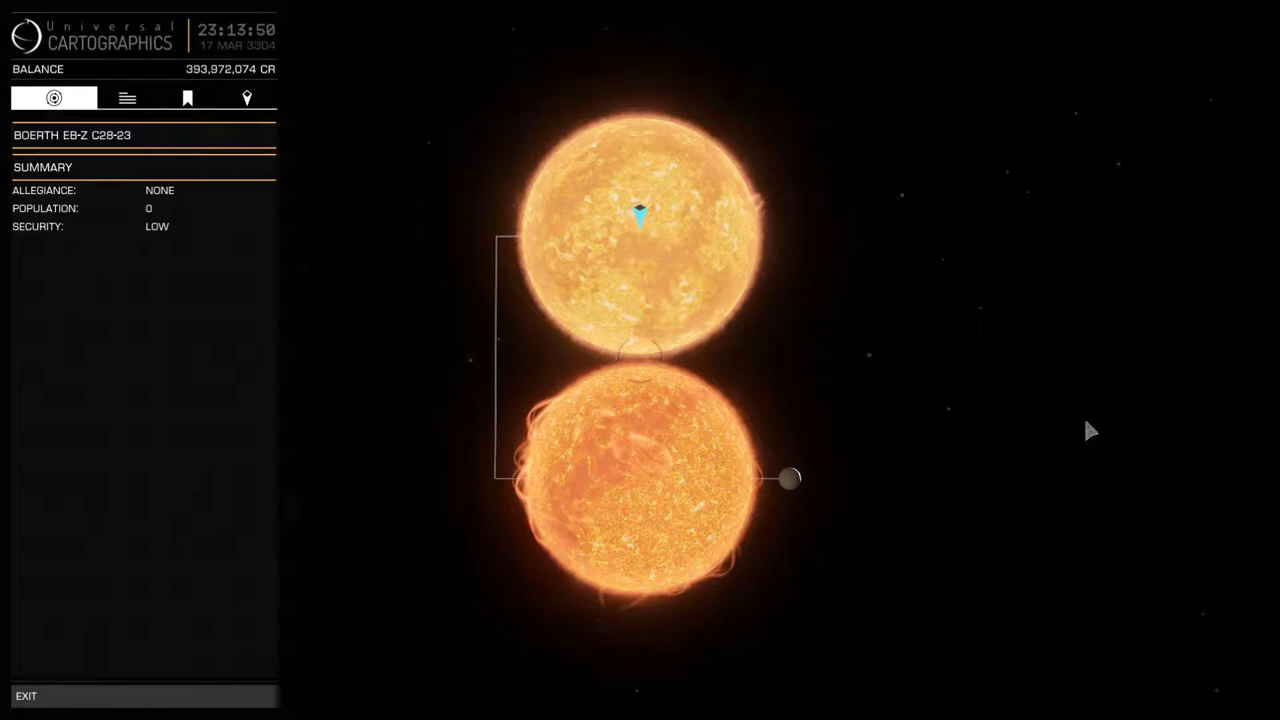 Universal
CARTOGRAPHICS
23:13:50
17 MAR 3304
BALANCE 393,972,074 CR
BOERTH EB-Z C28-23
SUMMARY
ALLEGIANCE: NONE
POPULATION: 0
SECURITY: LOW
EXIT